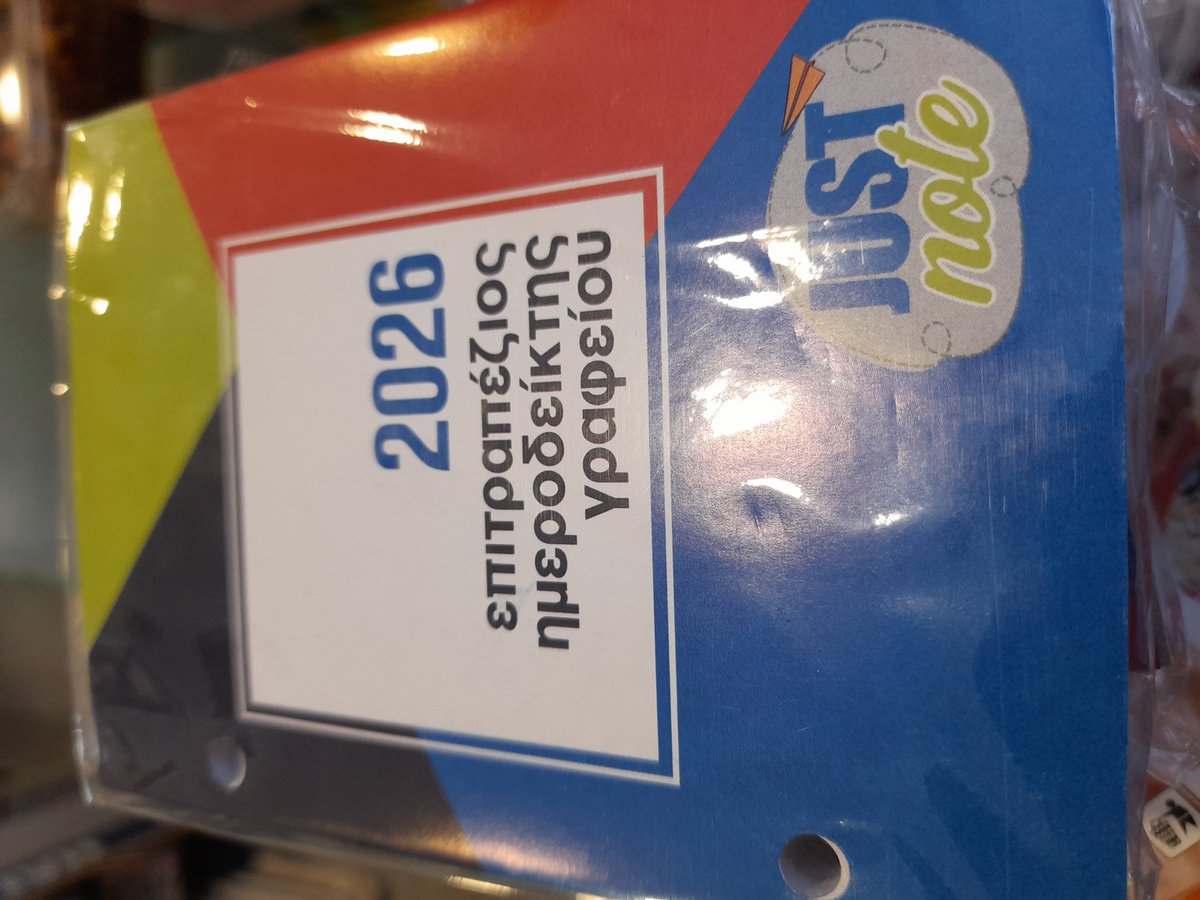 2026
επιτραπέζιος
ημεροδείκτης
γραφείου
JUST
note